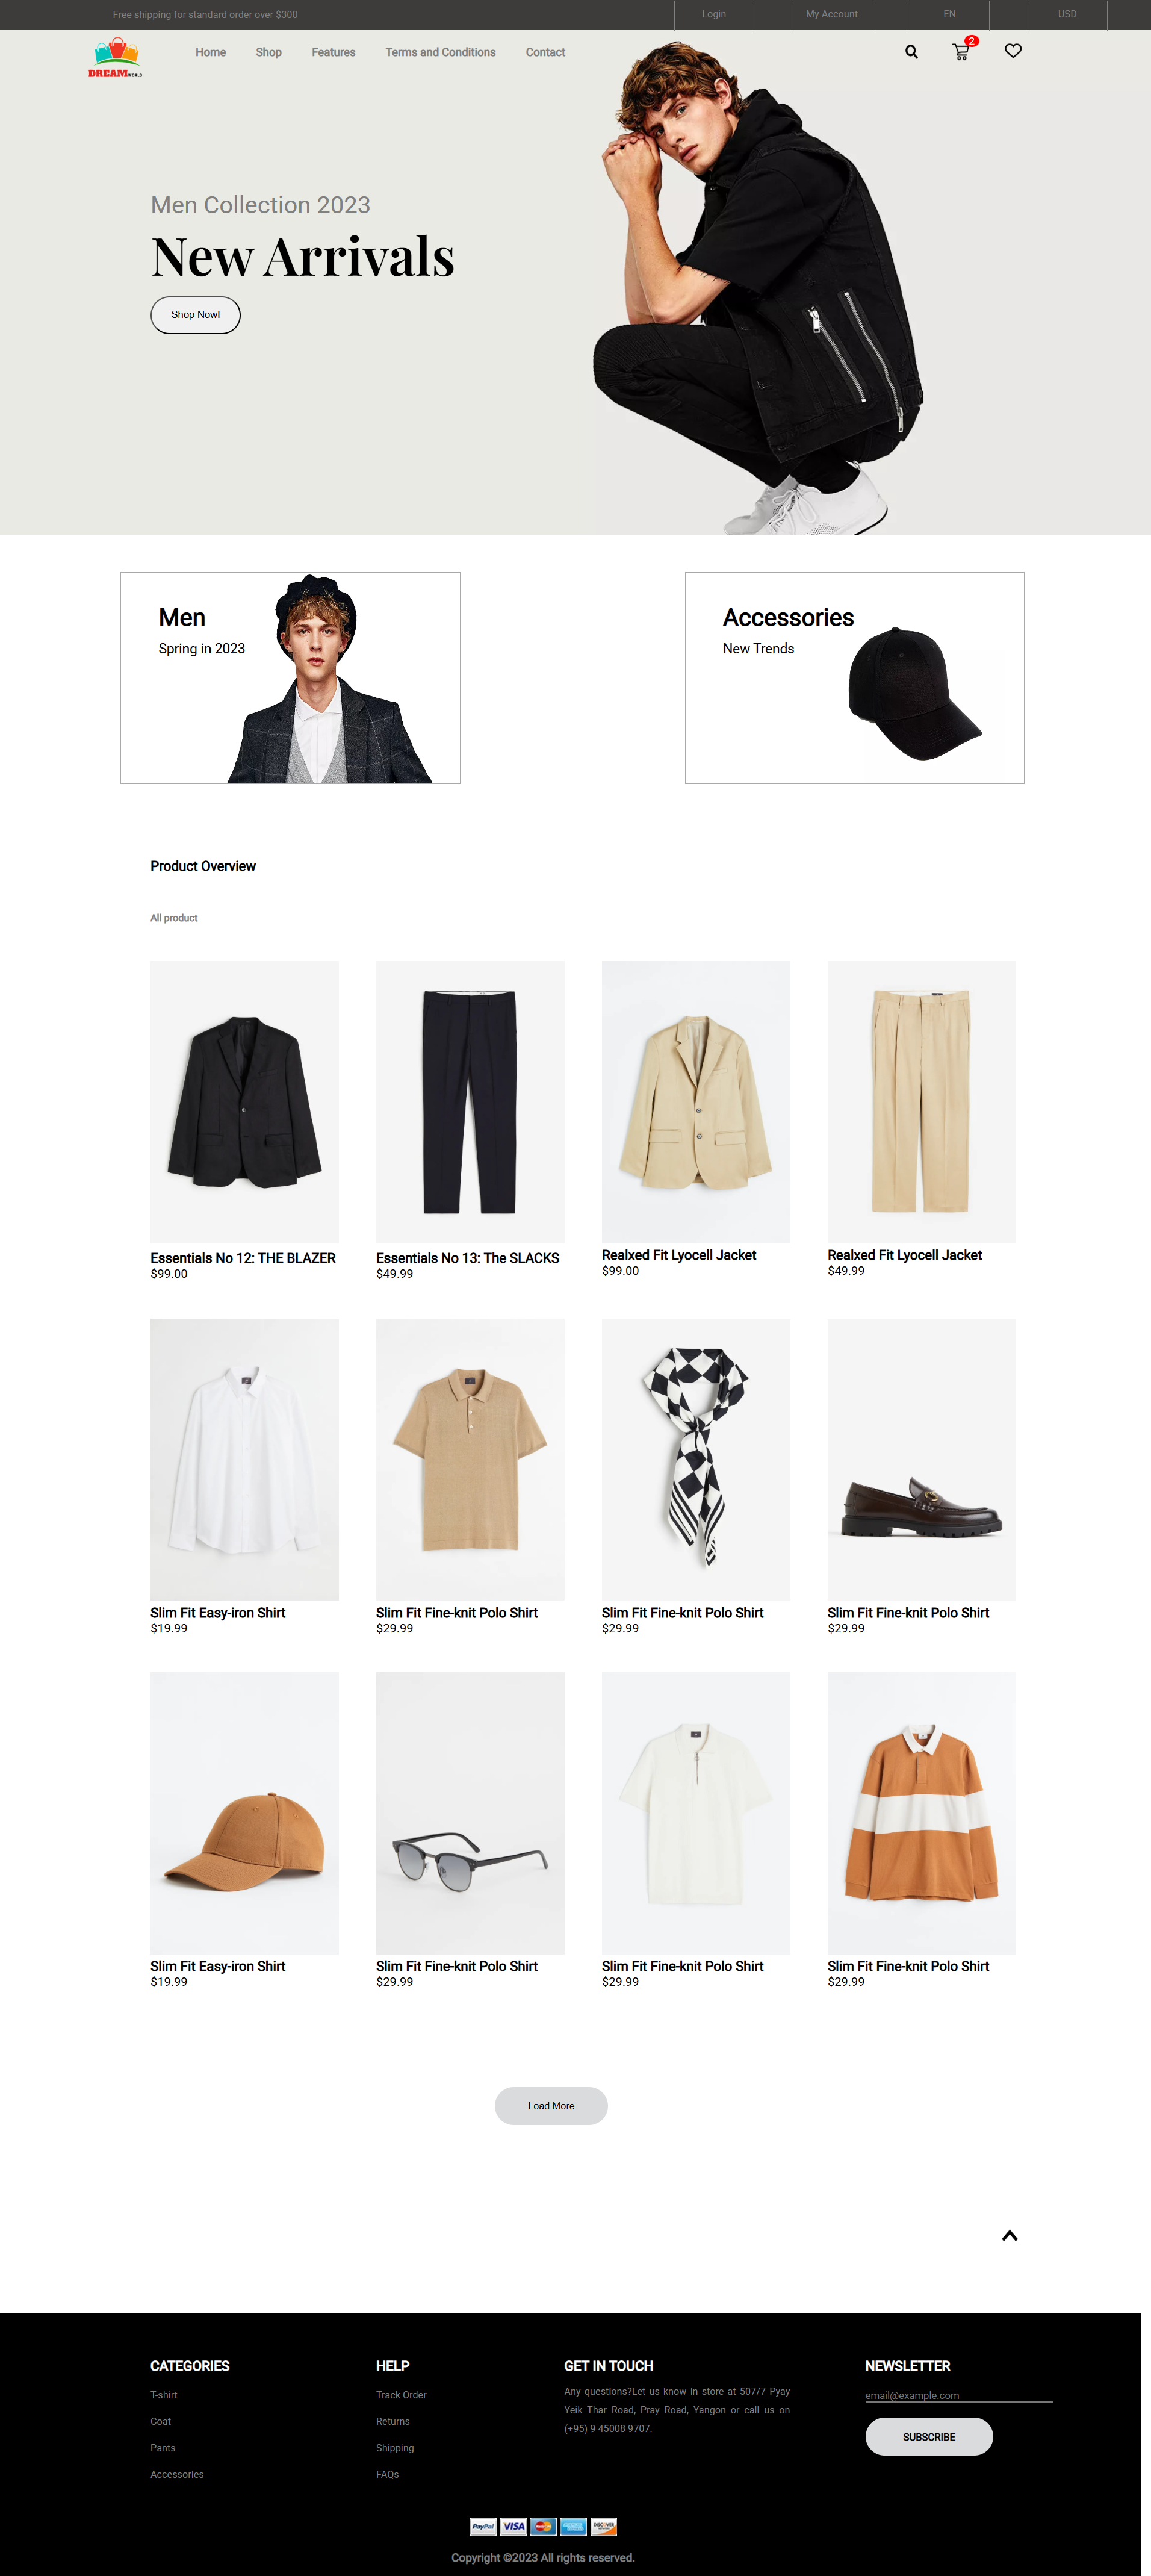 Free shipping for standard order over $300
Login
My Account
EN
USD
DREAM WORLD
Home
Shop
Features
Terms and Conditions
Contact
2
Men Collection 2023
New Arrivals
Shop Now!
Men
Spring in 2023
Accessories
New Trends
Product Overview
All product
Essentials No 12: THE BLAZER
$99.00
Essentials No 13: The SLACKS
$49.99
Realxed Fit Lyocell Jacket
$99.00
Realxed Fit Lyocell Jacket
$49.99
Slim Fit Easy-iron Shirt
$19.99
Slim Fit Fine-knit Polo Shirt
$29.99
Slim Fit Fine-knit Polo Shirt
$29.99
Slim Fit Fine-knit Polo Shirt
$29.99
Slim Fit Easy-iron Shirt
$19.99
Slim Fit Fine-knit Polo Shirt
$29.99
Slim Fit Fine-knit Polo Shirt
$29.99
Slim Fit Fine-knit Polo Shirt
$29.99
Load More
CATEGORIES
T-shirt
Coat
Pants
Accessories
HELP
Track Order
Returns
Shipping
FAQs
GET IN TOUCH
Any questions?Let us know in store at 507/7 Pyay
Yeik Thar Road, Pray Road, Yangon or call us on
(+95) 9 45008 9707.
NEWSLETTER
email@example.com
SUBSCRIBE
PayPal
VISA
MasterCard
DISCOVER
Copyright ©2023 All rights reserved.